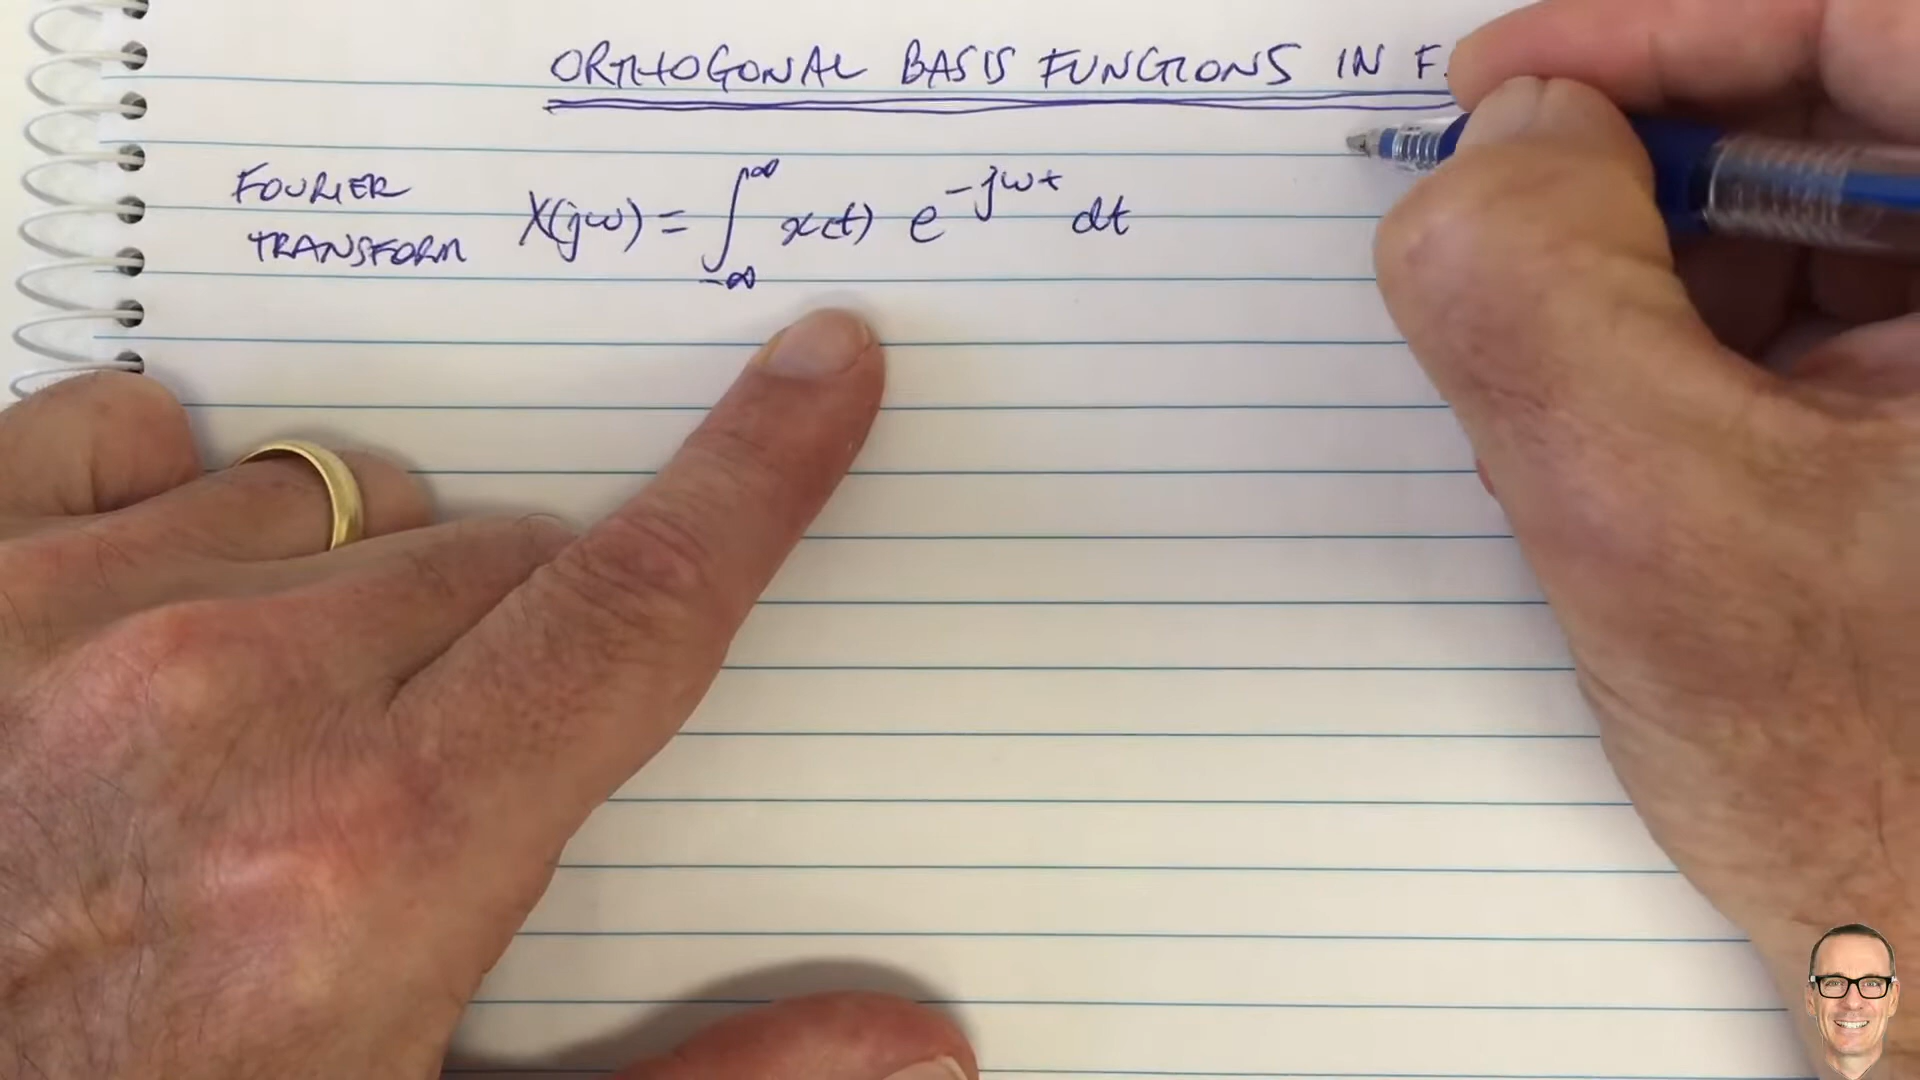 ORTHOGONAL BASIS FUNCTIONS IN F.
FOURIER
TRANSFORM
X(jω) = ∫_{-∞}^{∞} x(t) e^{-jωt} dt